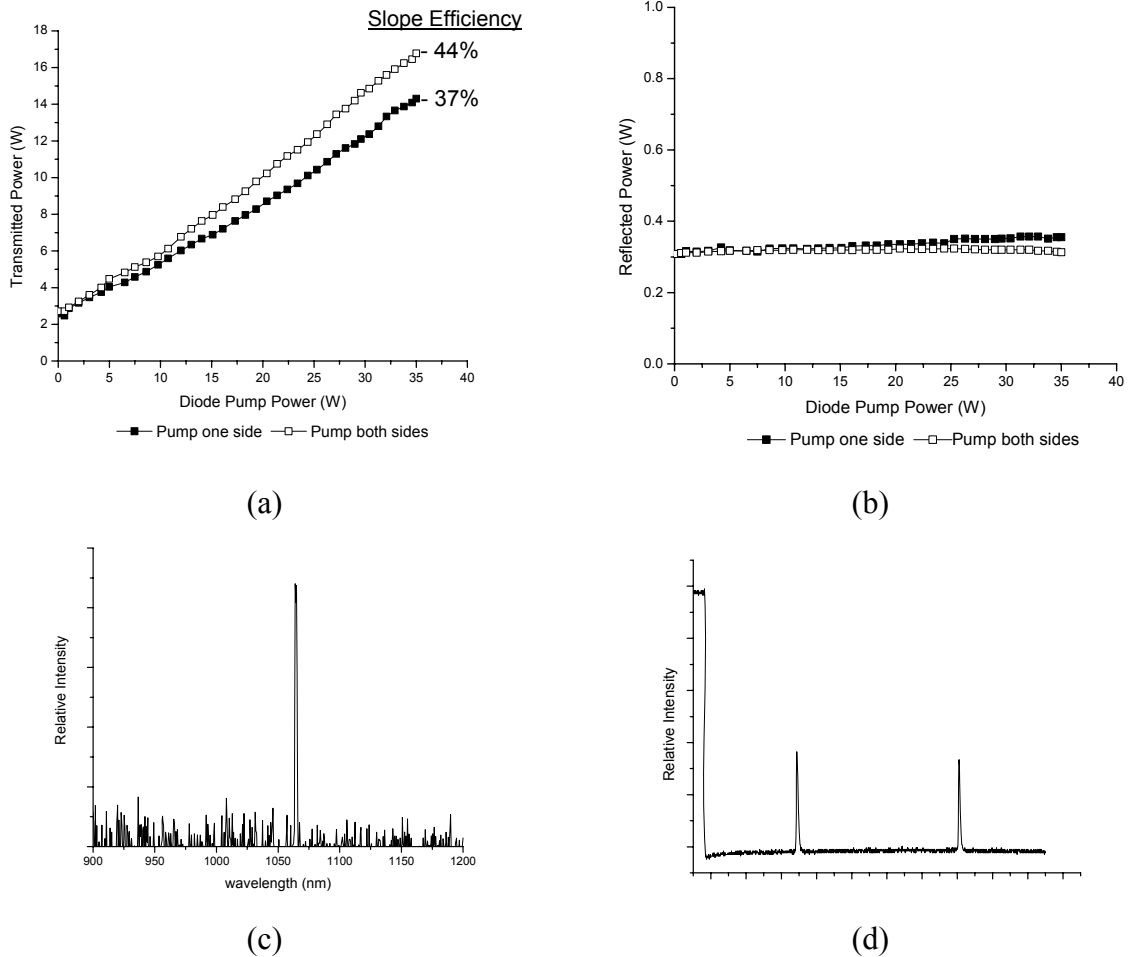 Slope Efficiency
18
16
14
12
10
8
6
4
2
0
44%
37%
Transmitted Power (W)
0 5 10 15 20 25 30 35 40
Diode Pump Power (W)
Pump one side Pump both sides
(a)
1.0
0.8
0.6
0.4
0.2
0.0
Reflected Power (W)
0 5 10 15 20 25 30 35 40
Diode Pump Power (W)
Pump one side Pump both sides
(b)
Relative Intensity
900 950 1000 1050 1100 1150 1200
wavelength (nm)
(c)
Relative Intensity
(d)